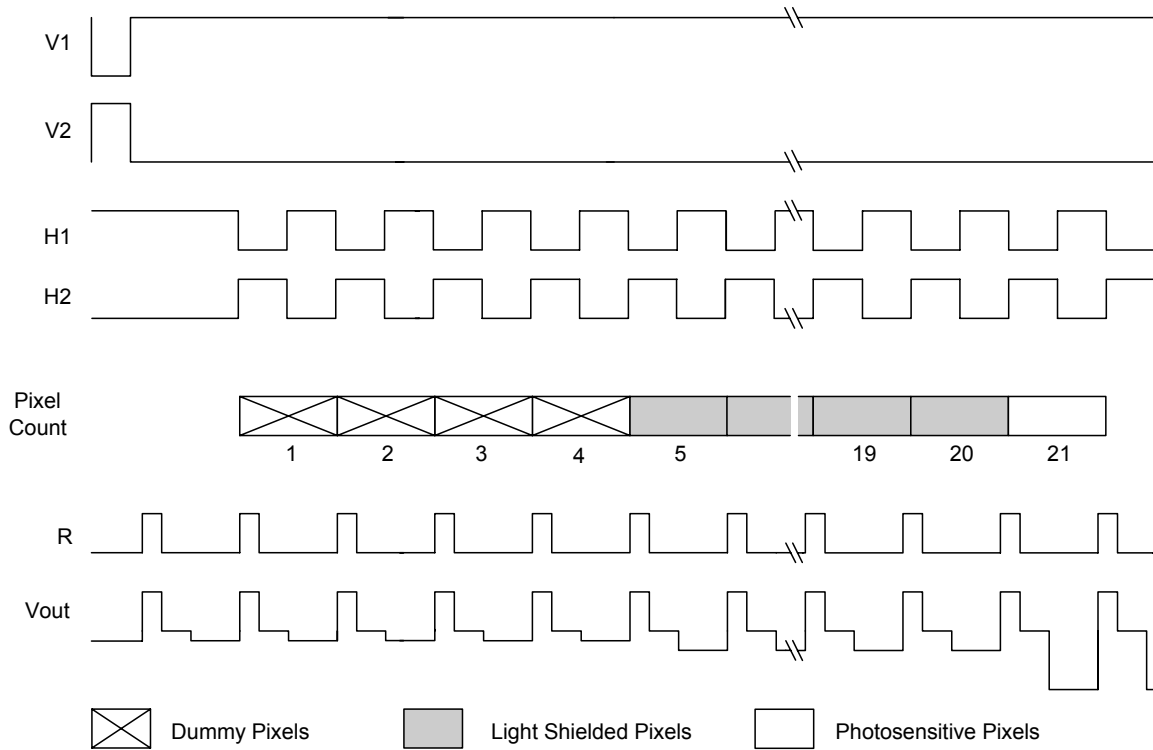 V1
V2
H1
H2
Pixel
Count
1 2 3 4 5 19 20 21
R
Vout
Dummy Pixels Light Shielded Pixels Photosensitive Pixels